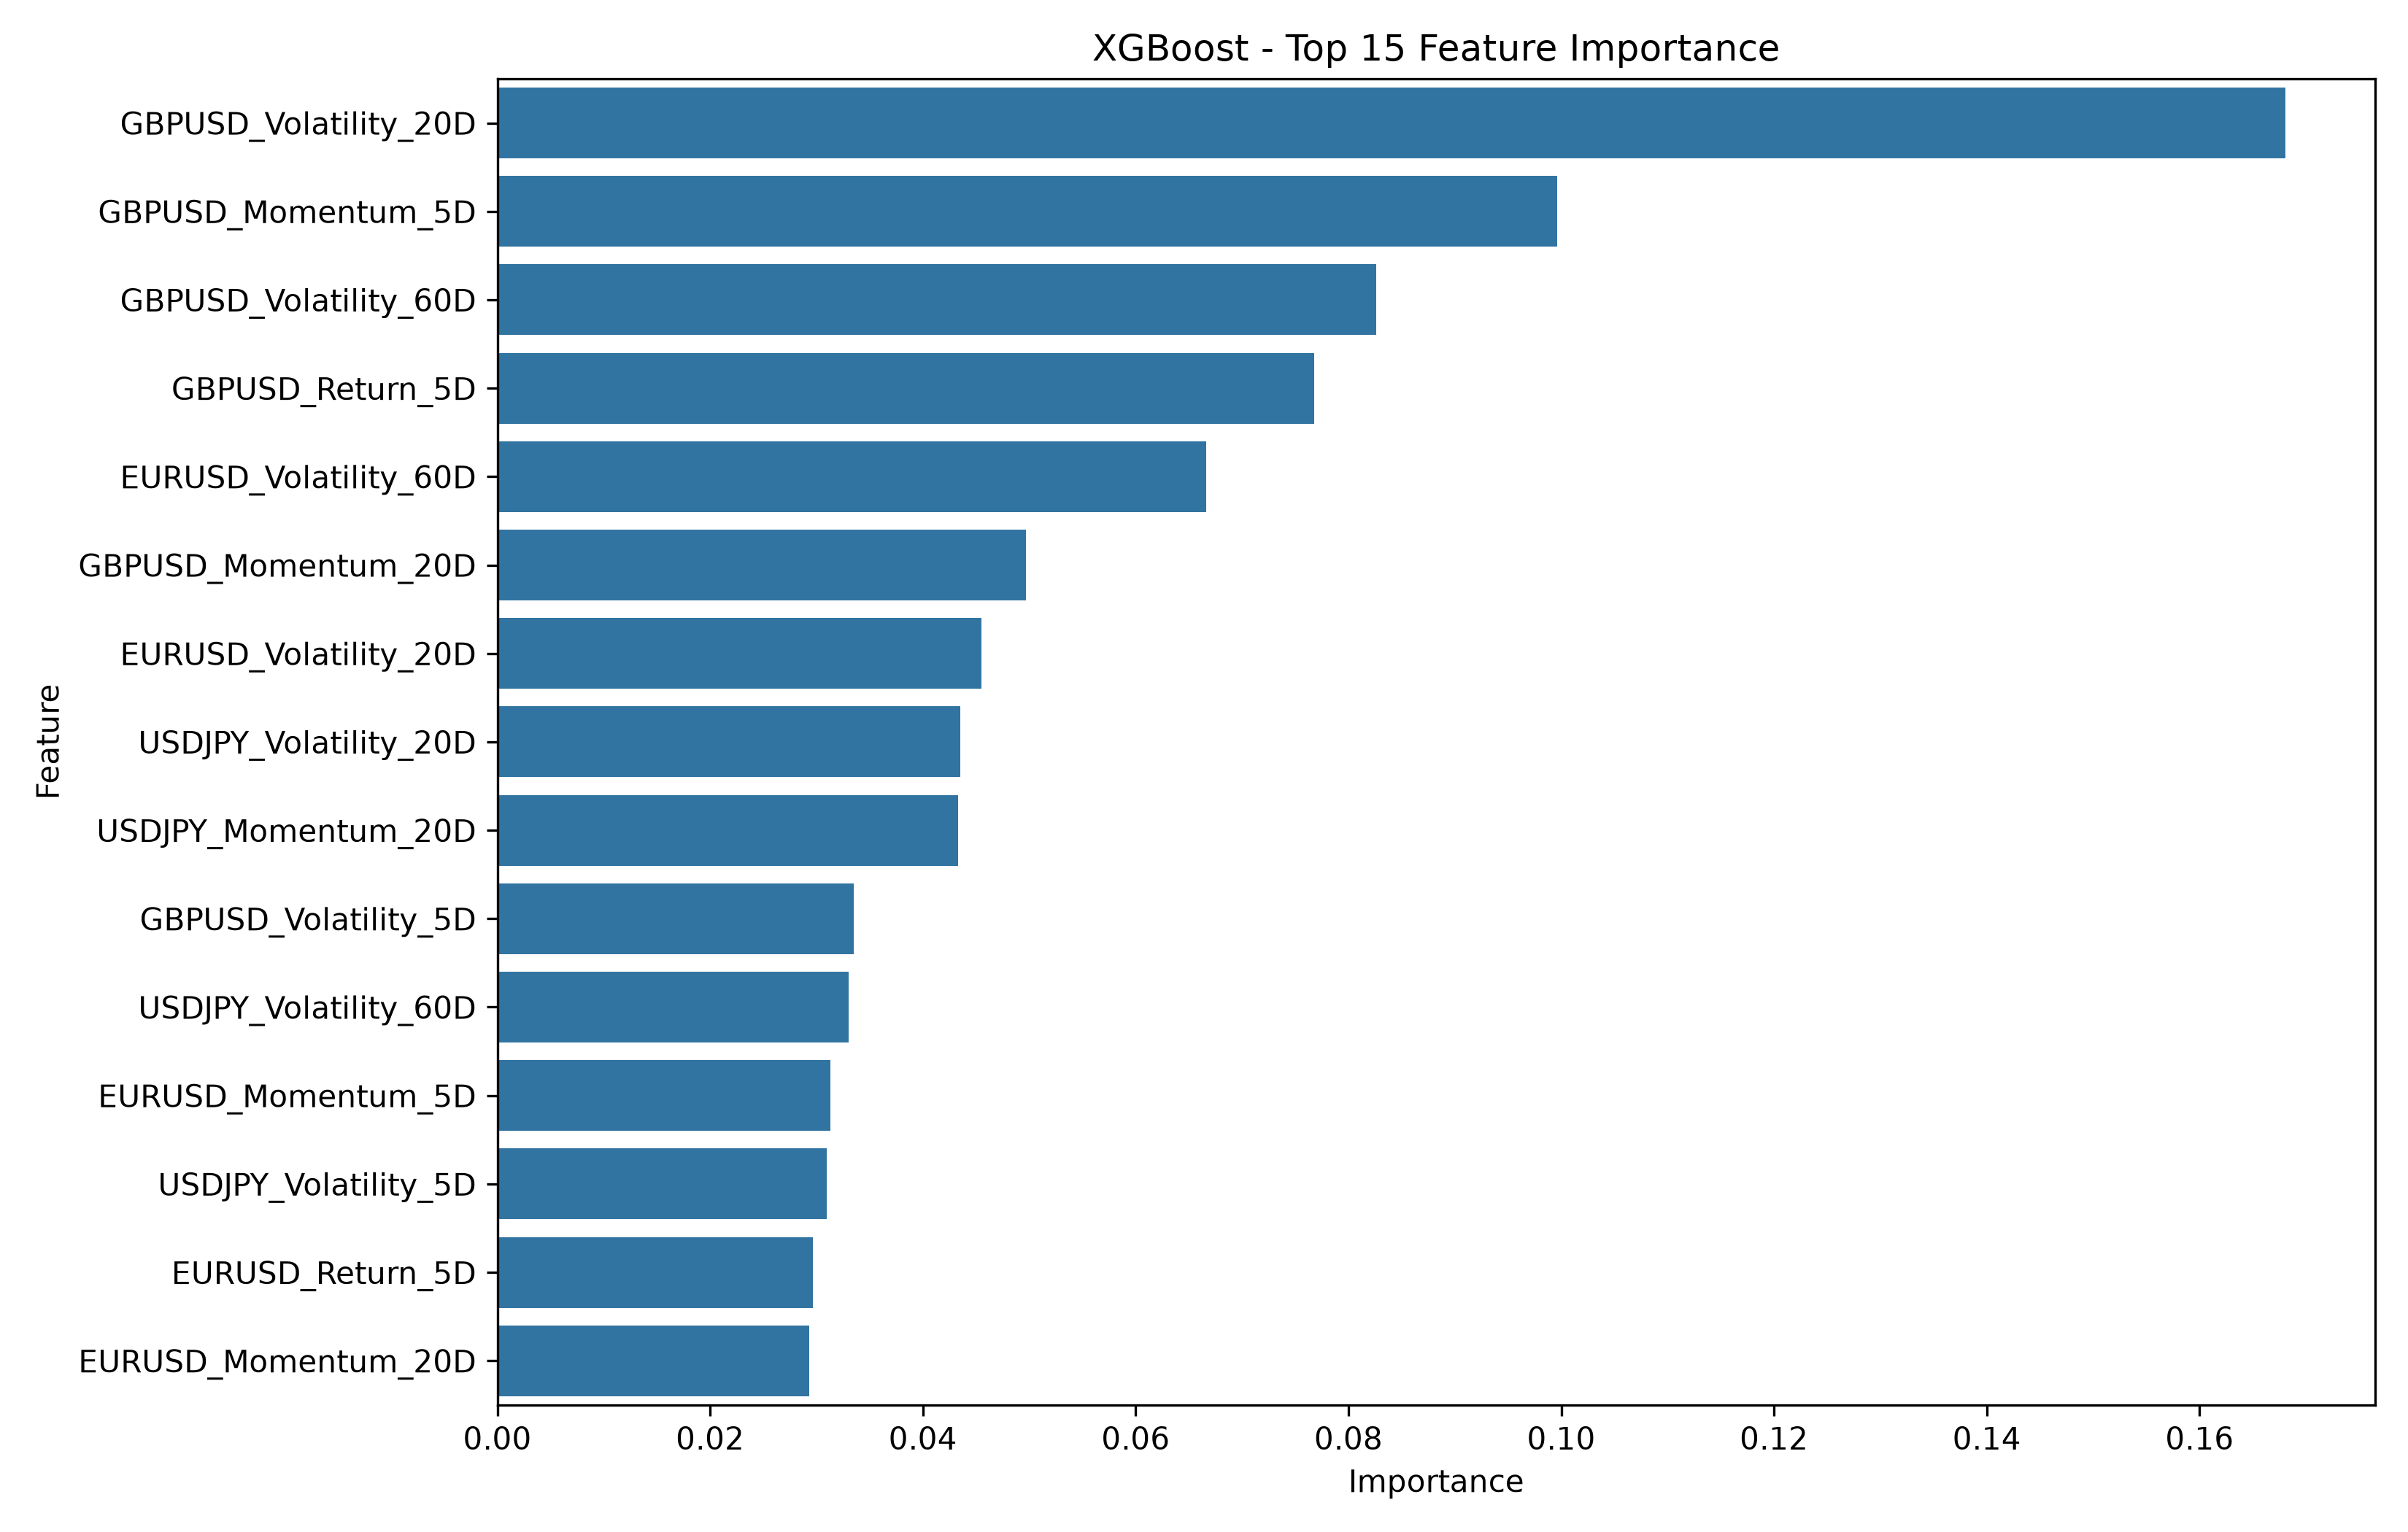 XGBoost - Top 15 Feature Importance
GBPUSD_Volatility_20D
GBPUSD_Momentum_5D
GBPUSD_Volatility_60D
GBPUSD_Return_5D
EURUSD_Volatility_60D
GBPUSD_Momentum_20D
EURUSD_Volatility_20D
USDJPY_Volatility_20D
USDJPY_Momentum_20D
GBPUSD_Volatility_5D
USDJPY_Volatility_60D
EURUSD_Momentum_5D
USDJPY_Volatility_5D
EURUSD_Return_5D
EURUSD_Momentum_20D
Feature
0.00 0.02 0.04 0.06 0.08 0.10 0.12 0.14 0.16
Importance